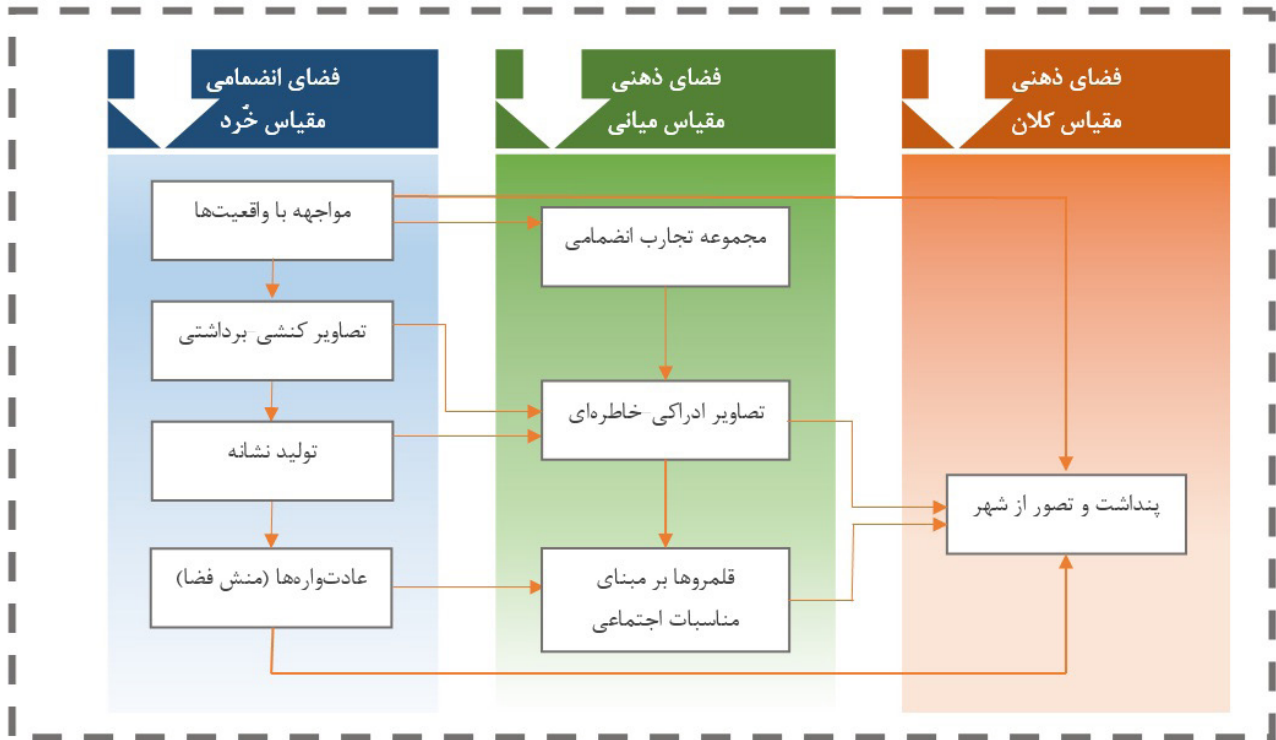 فضای انضمامی
مقیاس خُرد
مواجهه با واقعیت‌ها
تصاویر کنشی-برداشتی
تولید نشانه
عادت‌واره‌ها (منش فضا)
فضای ذهنی
مقیاس میانی
مجموعه تجارب انضمامی
تصاویر ادراکی-خاطره‌ای
قلمروها بر مبنای
مناسبات اجتماعی
فضای ذهنی
مقیاس کلان
پنداشت و تصور از شهر